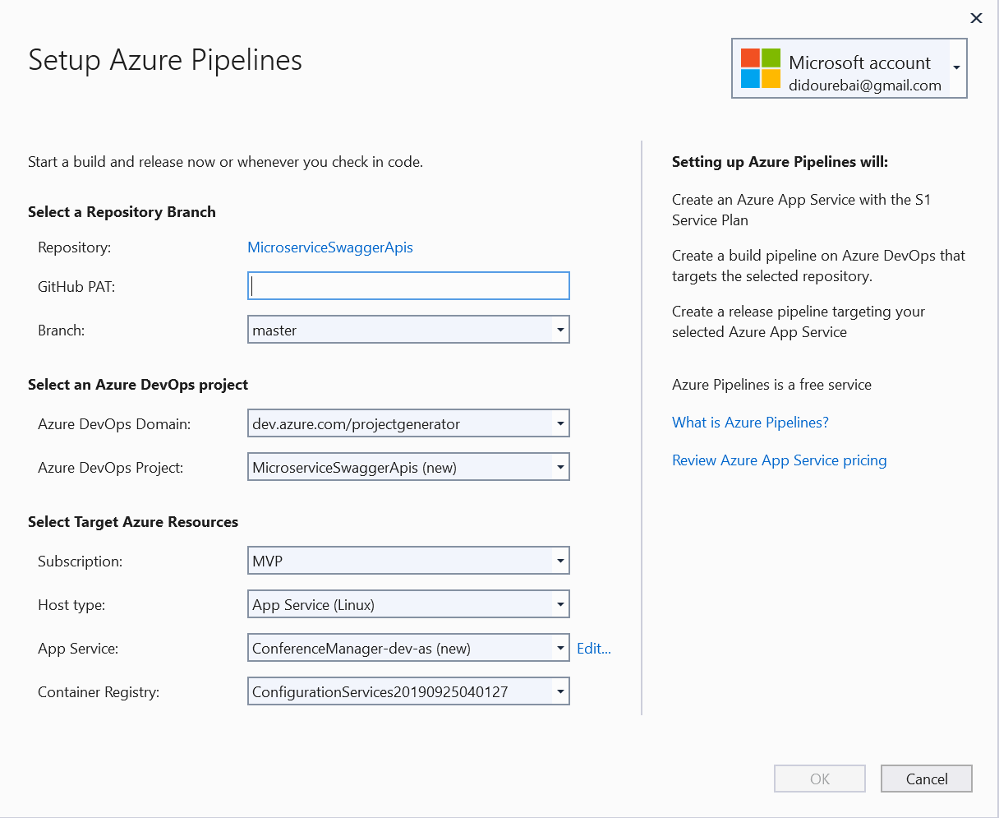 Setup Azure Pipelines
Microsoft account
didourebai@gmail.com
Start a build and release now or whenever you check in code.
Select a Repository Branch
Repository:
MicroserviceSwaggerApis
GitHub PAT:
Branch:
master
Select an Azure DevOps project
Azure DevOps Domain:
dev.azure.com/projectgenerator
Azure DevOps Project:
MicroserviceSwaggerApis (new)
Select Target Azure Resources
Subscription:
MVP
Host type:
App Service (Linux)
App Service:
ConferenceManager-dev-as (new)
Edit...
Container Registry:
ConfigurationServices20190925040127
Setting up Azure Pipelines will:
Create an Azure App Service with the S1
Service Plan
Create a build pipeline on Azure DevOps that
targets the selected repository.
Create a release pipeline targeting your
selected Azure App Service
Azure Pipelines is a free service
What is Azure Pipelines?
Review Azure App Service pricing
OK
Cancel